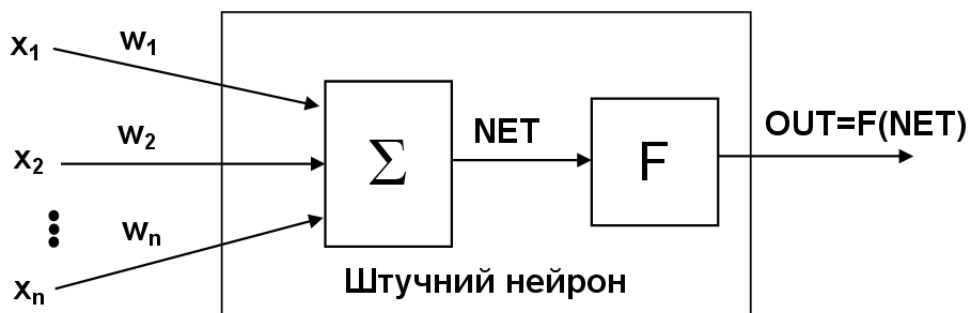 x₁ w₁
x₂ w₂
xₙ wₙ
Σ
NET
F
OUT=F(NET)
Штучний нейрон